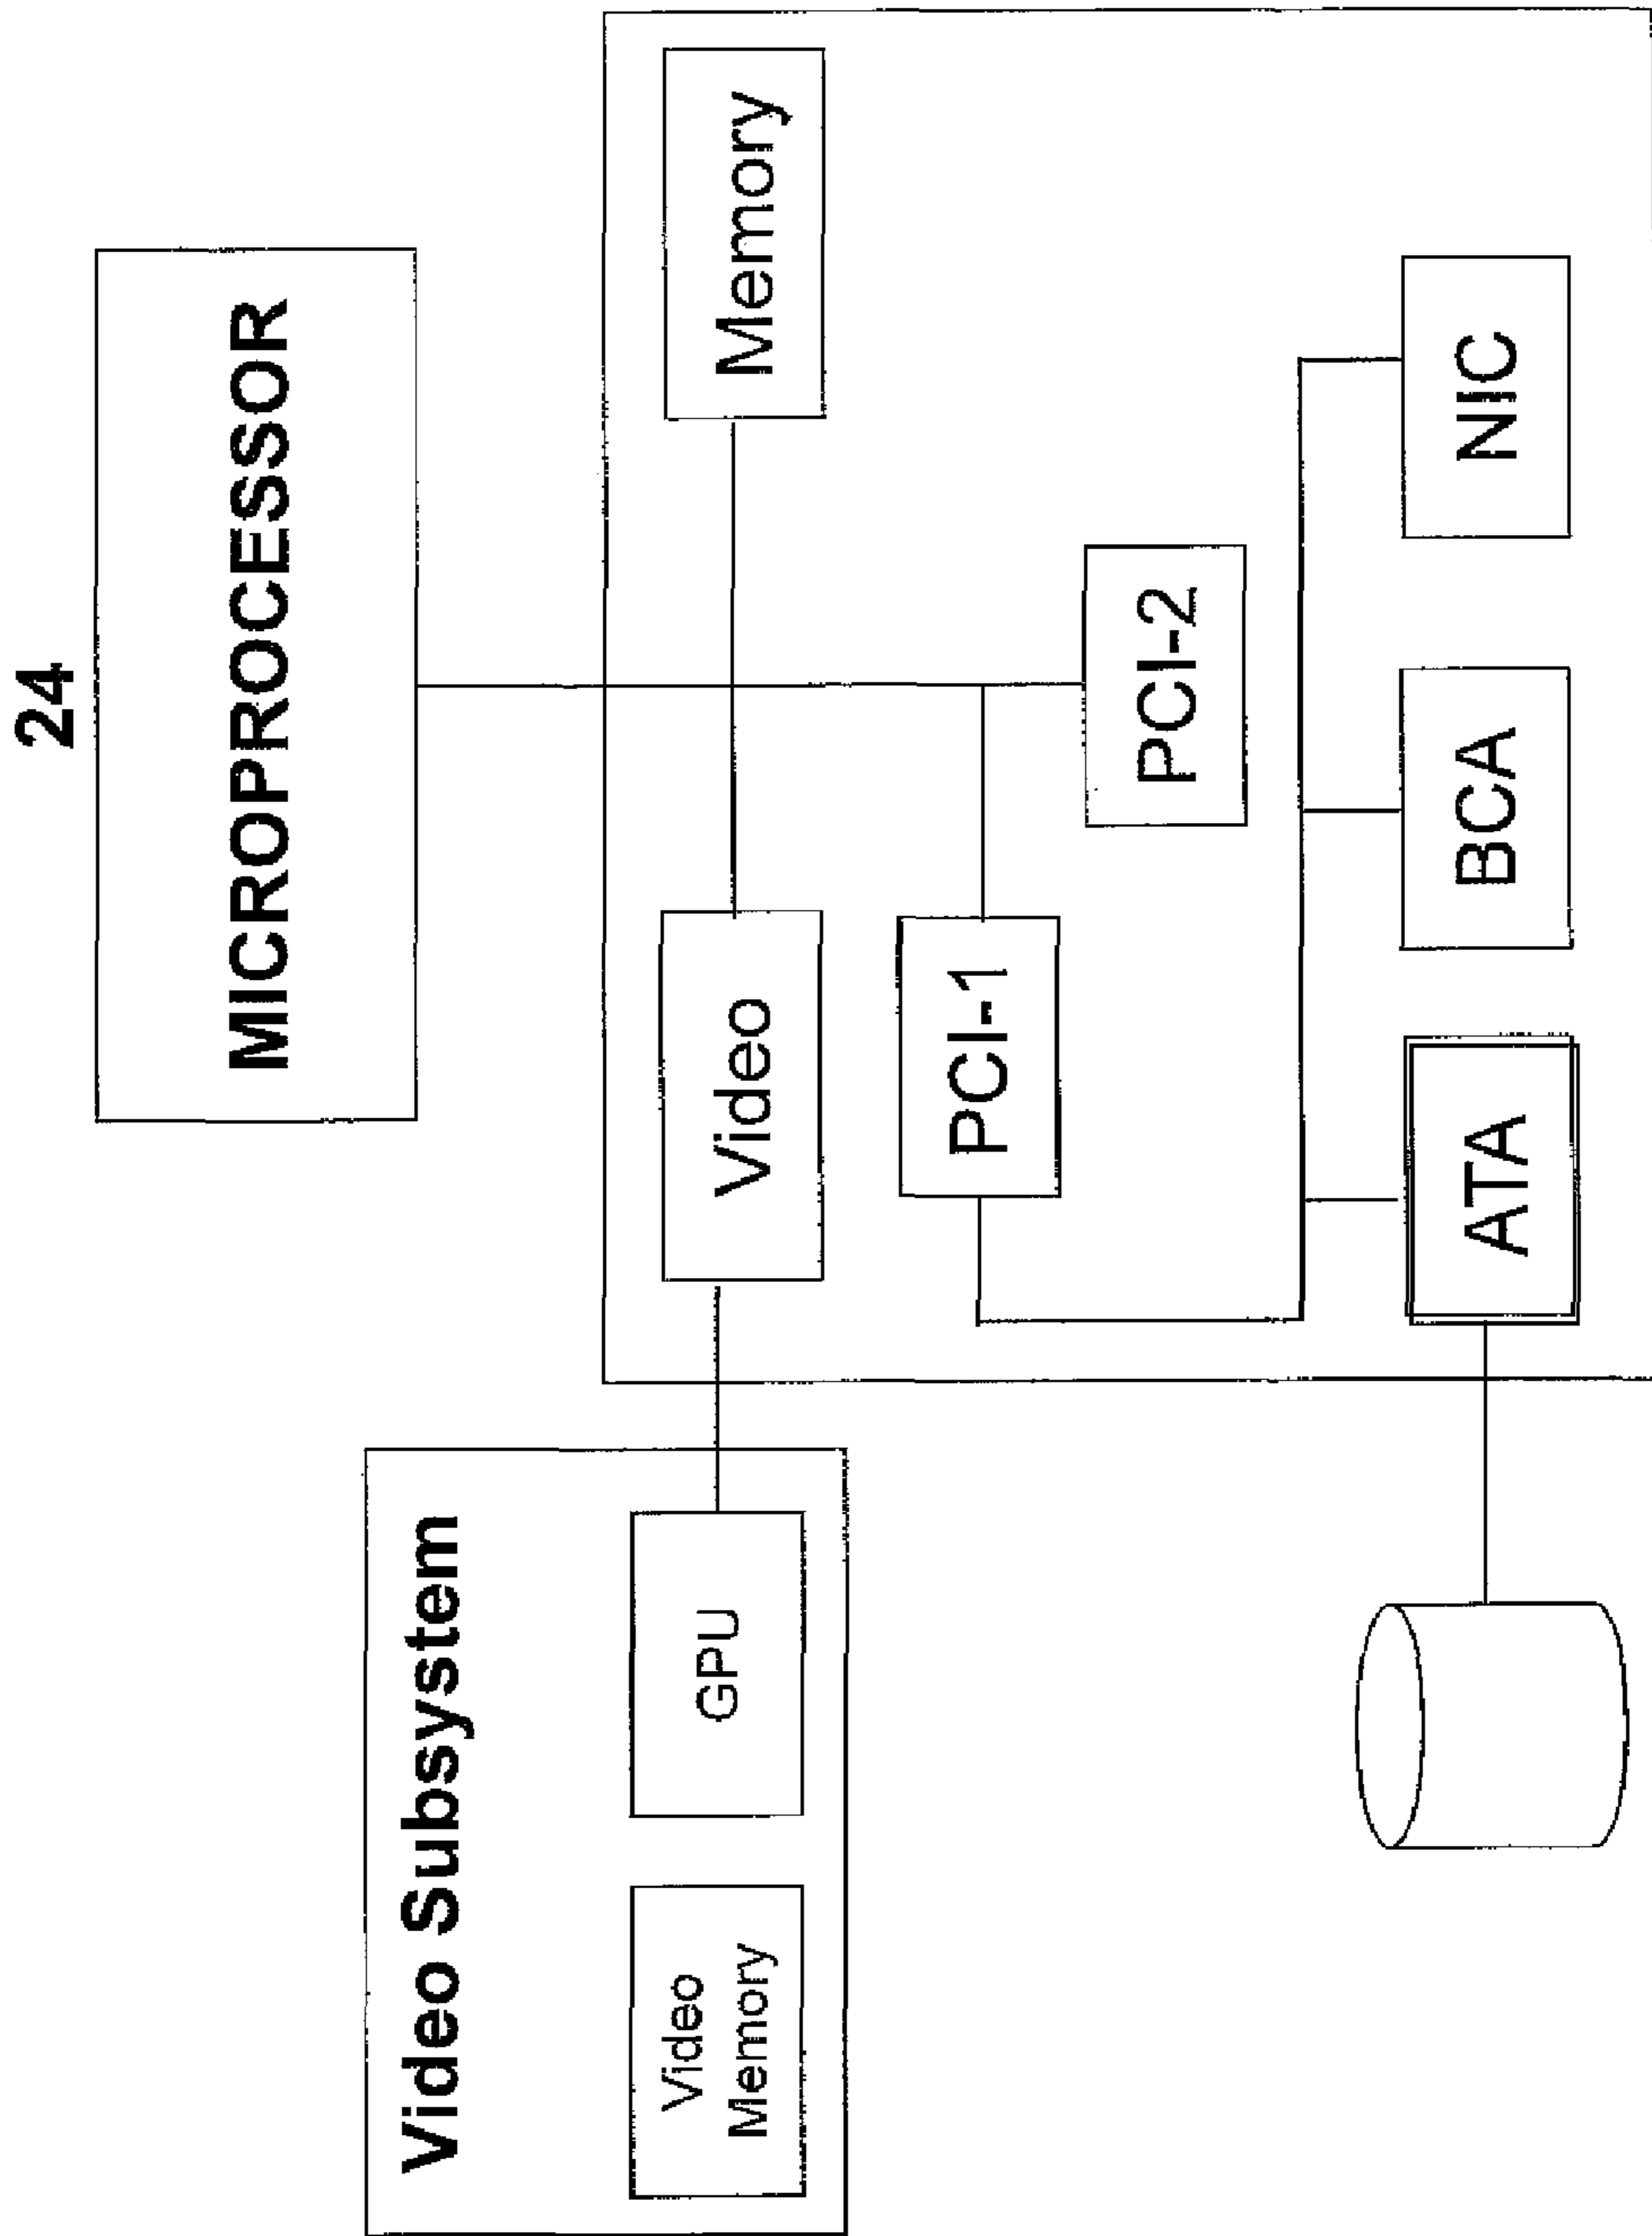 24
MICROPROCESSOR
Video Subsystem
Video
Memory
GPU
Video
Memory
PCI-1
PCI-2
ATA
BCA
NIC